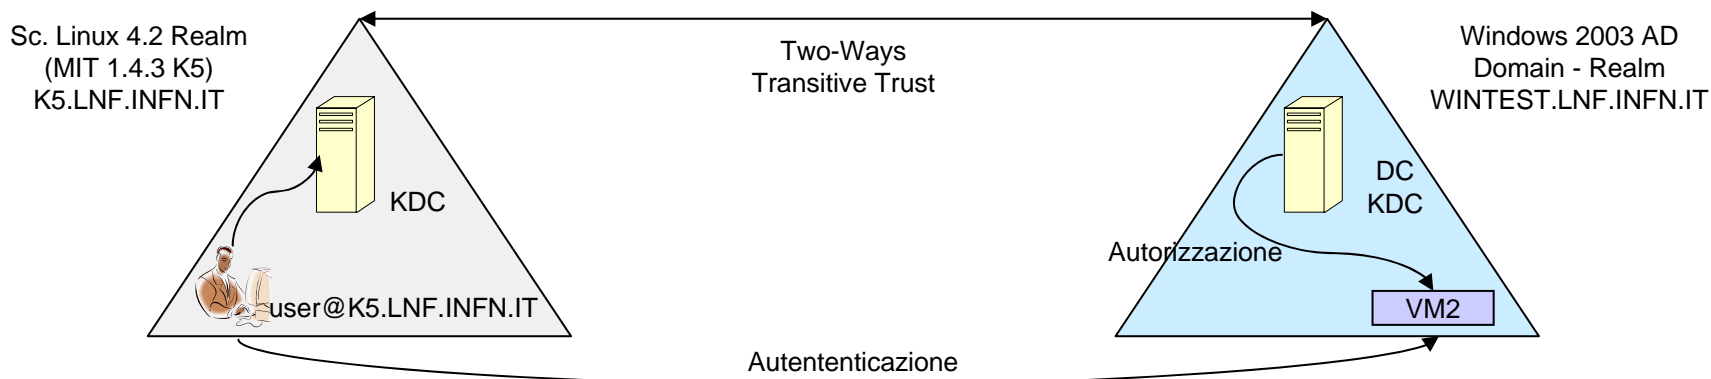 Sc. Linux 4.2 Realm
(MIT 1.4.3 K5)
K5.LNF.INFN.IT
Two-Ways
Transitive Trust
Windows 2003 AD
Domain - Realm
WINTEST.LNF.INFN.IT
KDC
DC
KDC
Autorizzazione
user@K5.LNF.INFN.IT
VM2
Autententicazione